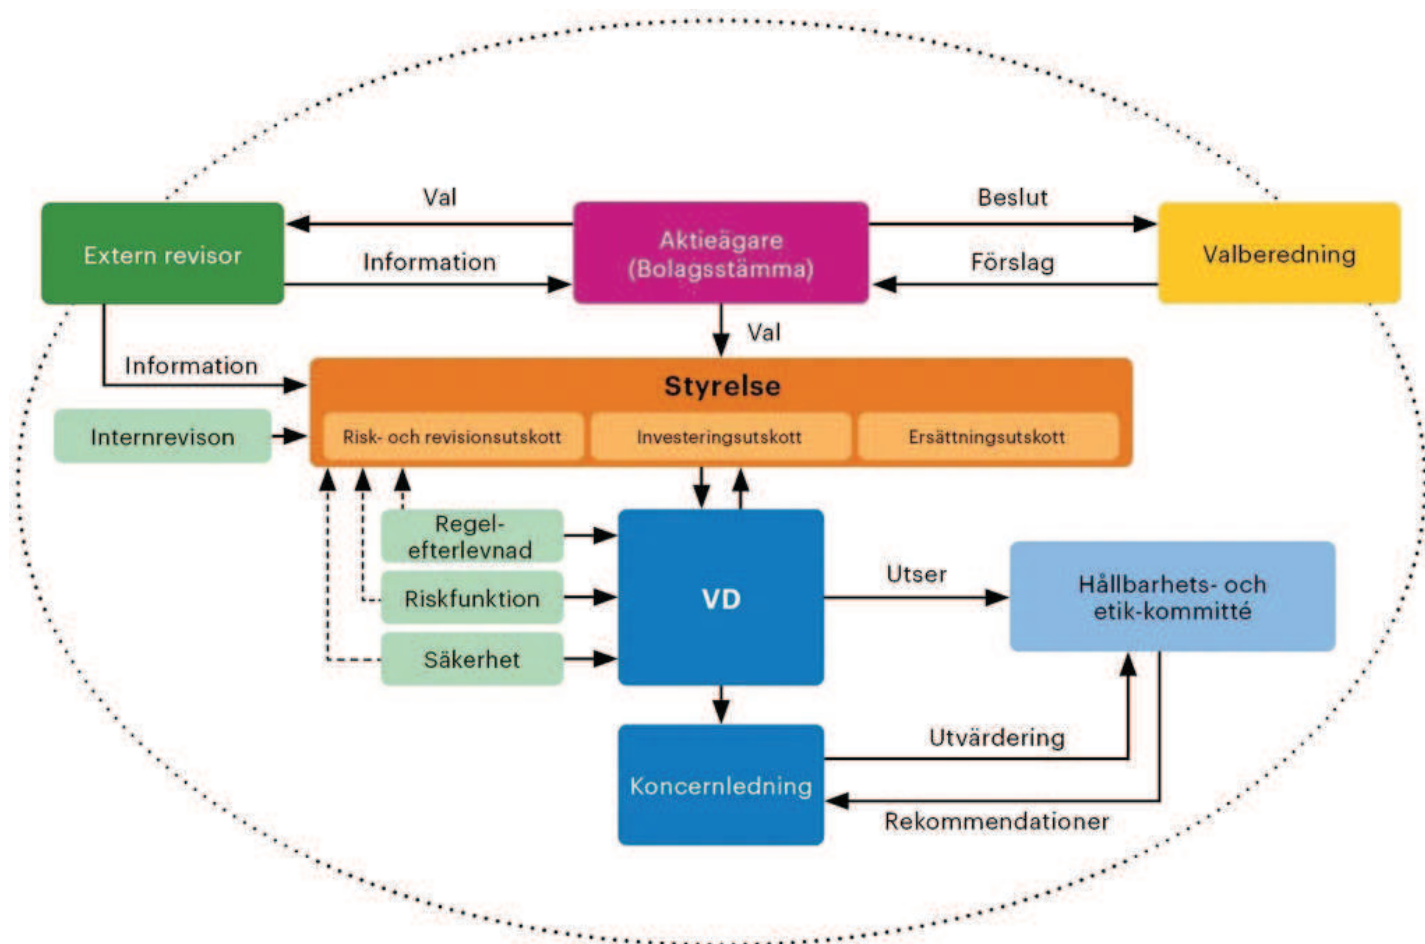 Val
Beslut
Extern revisor
Aktieägare
(Bolagsstämma)
Valberedning
Information
Förslag
Val
Information
Styrelse
Internrevison
Risk- och revisionsutskott
Investeringsutskott
Ersättningsutskott
Regel-
efterlevnad
Riskfunktion
Säkerhet
VD
Utser
Hållbarhets- och
etik-kommitté
Utvärdering
Koncernledning
Rekommendationer